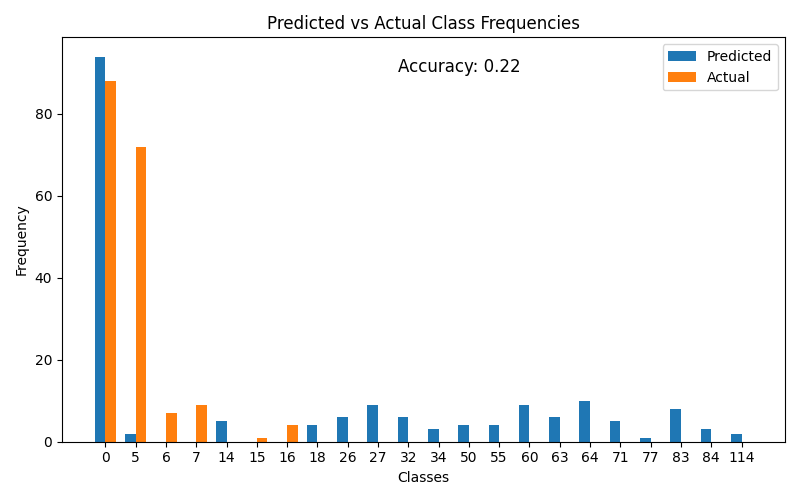 Predicted vs Actual Class Frequencies
Accuracy: 0.22
Predicted
Actual
Frequency
80
60
40
20
0
0 5 6 7 14 15 16 18 26 27 32 34 50 55 60 63 64 71 77 83 84 114
Classes